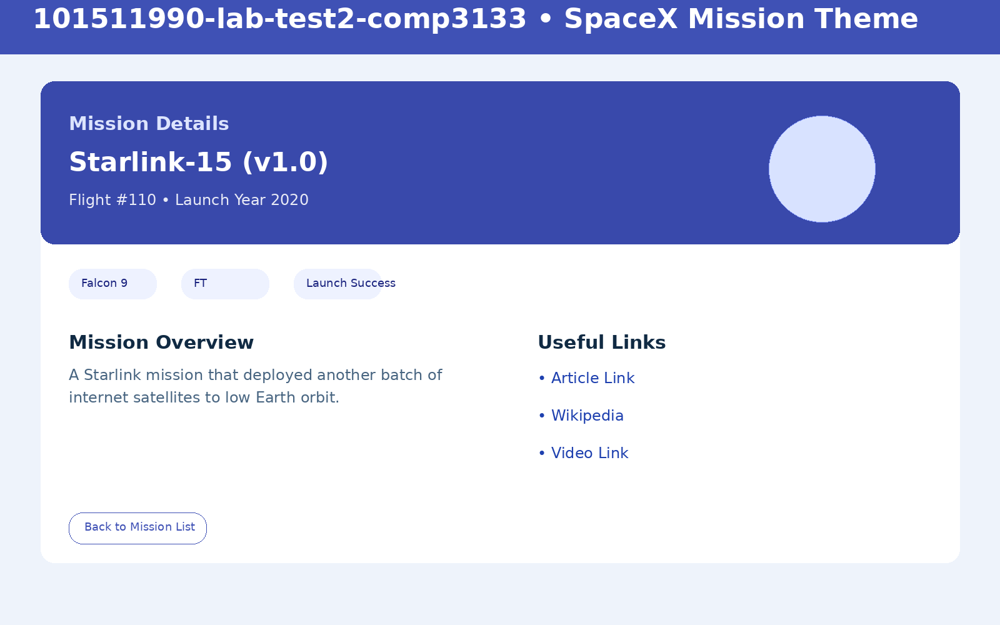 101511990-lab-test2-comp3133 • SpaceX Mission Theme
Mission Details
Starlink-15 (v1.0)
Flight #110 • Launch Year 2020
Falcon 9
FT
Launch Success
Mission Overview
A Starlink mission that deployed another batch of
internet satellites to low Earth orbit.
Useful Links
• Article Link
• Wikipedia
• Video Link
Back to Mission List